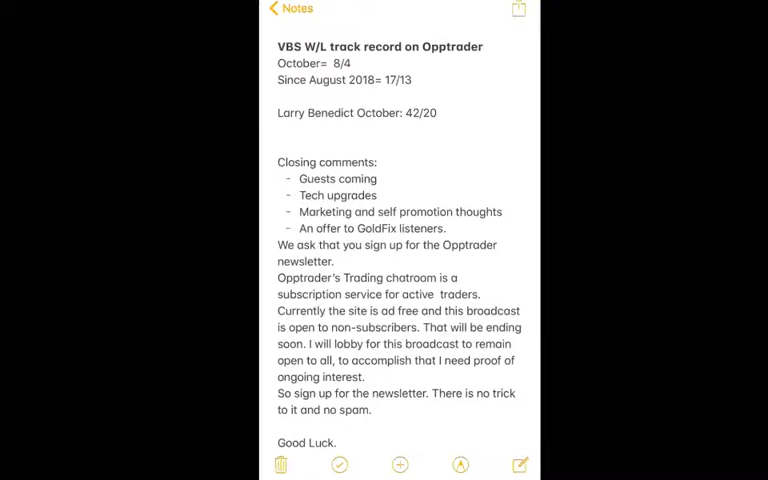 Notes
VBS W/L track record on Opptrader
October= 8/4
Since August 2018= 17/13
Larry Benedict October: 42/20
Closing comments:
- Guests coming
- Tech upgrades
- Marketing and self promotion thoughts
- An offer to GoldFix listeners.
We ask that you sign up for the Opptrader
newsletter.
Opptrader's Trading chatroom is a
subscription service for active traders.
Currently the site is ad free and this broadcast
is open to non-subscribers. That will be ending
soon. I will lobby for this broadcast to remain
open to all, to accomplish that I need proof of
ongoing interest.
So sign up for the newsletter. There is no trick
to it and no spam.
Good Luck.